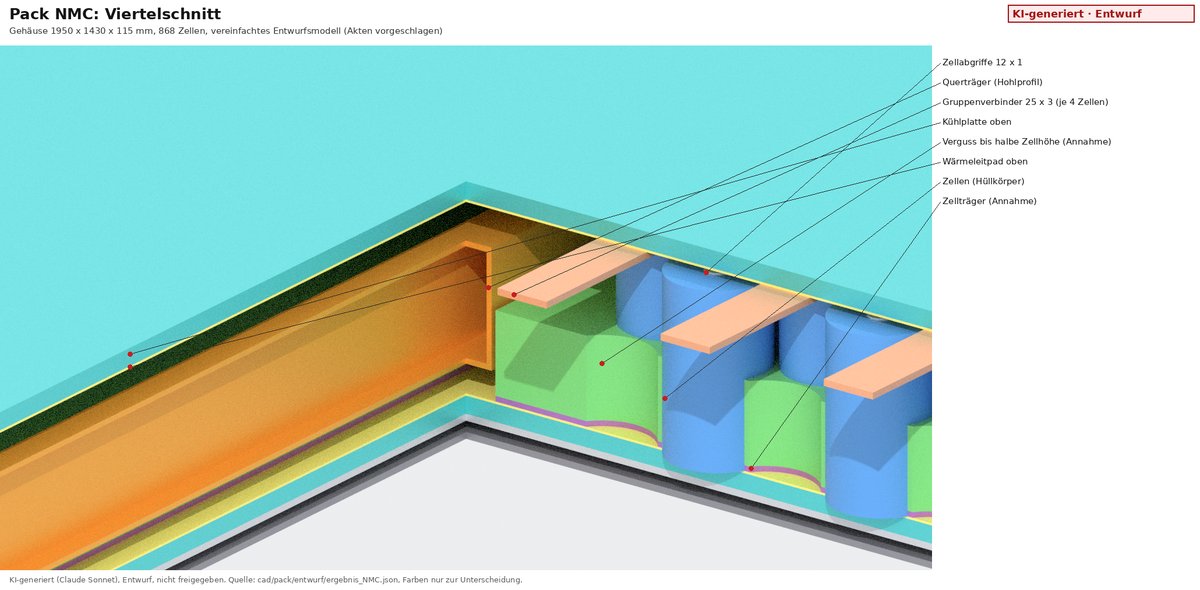 Pack NMC: Viertelschnitt
KI-generiert · Entwurf
Gehäuse 1950 x 1430 x 115 mm, 868 Zellen, vereinfachtes Entwurfsmodell (Akten vorgeschlagen)
Zellabgriffe 12 x 1
Querträger (Hohlprofil)
Gruppenverbinder 25 x 3 (je 4 Zellen)
Kühlplatte oben
Verguss bis halbe Zellhöhe (Annahme)
Wärmeleitpad oben
Zellen (Hüllkörper)
Zellträger (Annahme)
KI-generiert (Claude Sonnet), Entwurf, nicht freigegeben. Quelle: cad/pack/entwurf/ergebnis_NMC.json, Farben nur zur Unterscheidung.